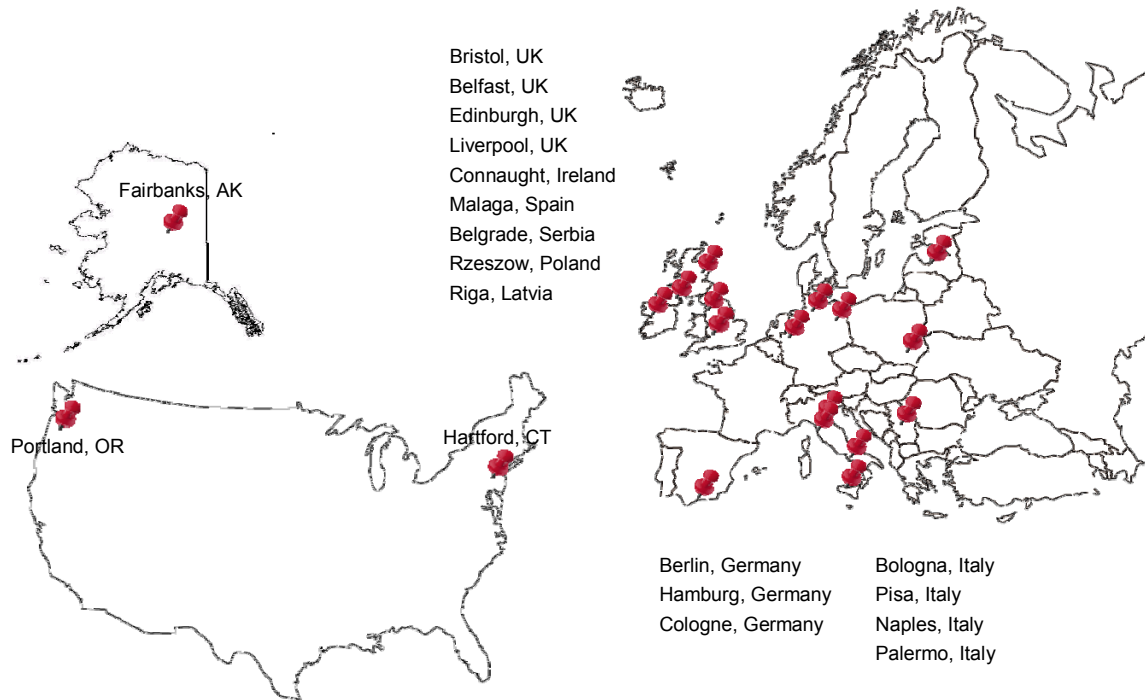 Bristol, UK
Belfast, UK
Edinburgh, UK
Liverpool, UK
Connaught, Ireland
Malaga, Spain
Belgrade, Serbia
Rzeszow, Poland
Riga, Latvia
Fairbanks, AK
Portland, OR
Hartford, CT
Berlin, Germany
Hamburg, Germany
Cologne, Germany
Bologna, Italy
Pisa, Italy
Naples, Italy
Palermo, Italy